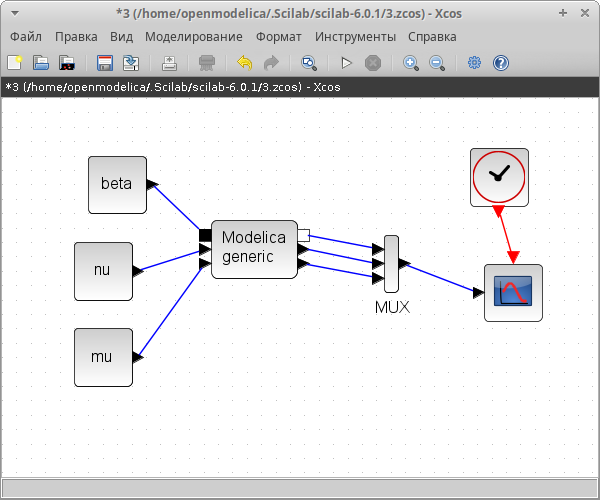 *3 (/home/openmodelica/.Scilab/scilab-6.0.1/3.zcos) - Xcos
Файл Правка Вид Моделирование Формат Инструменты Справка
*3 (/home/openmodelica/.Scilab/scilab-6.0.1/3.zcos) - Xcos
beta
nu
mu
Modelica
generic
MUX